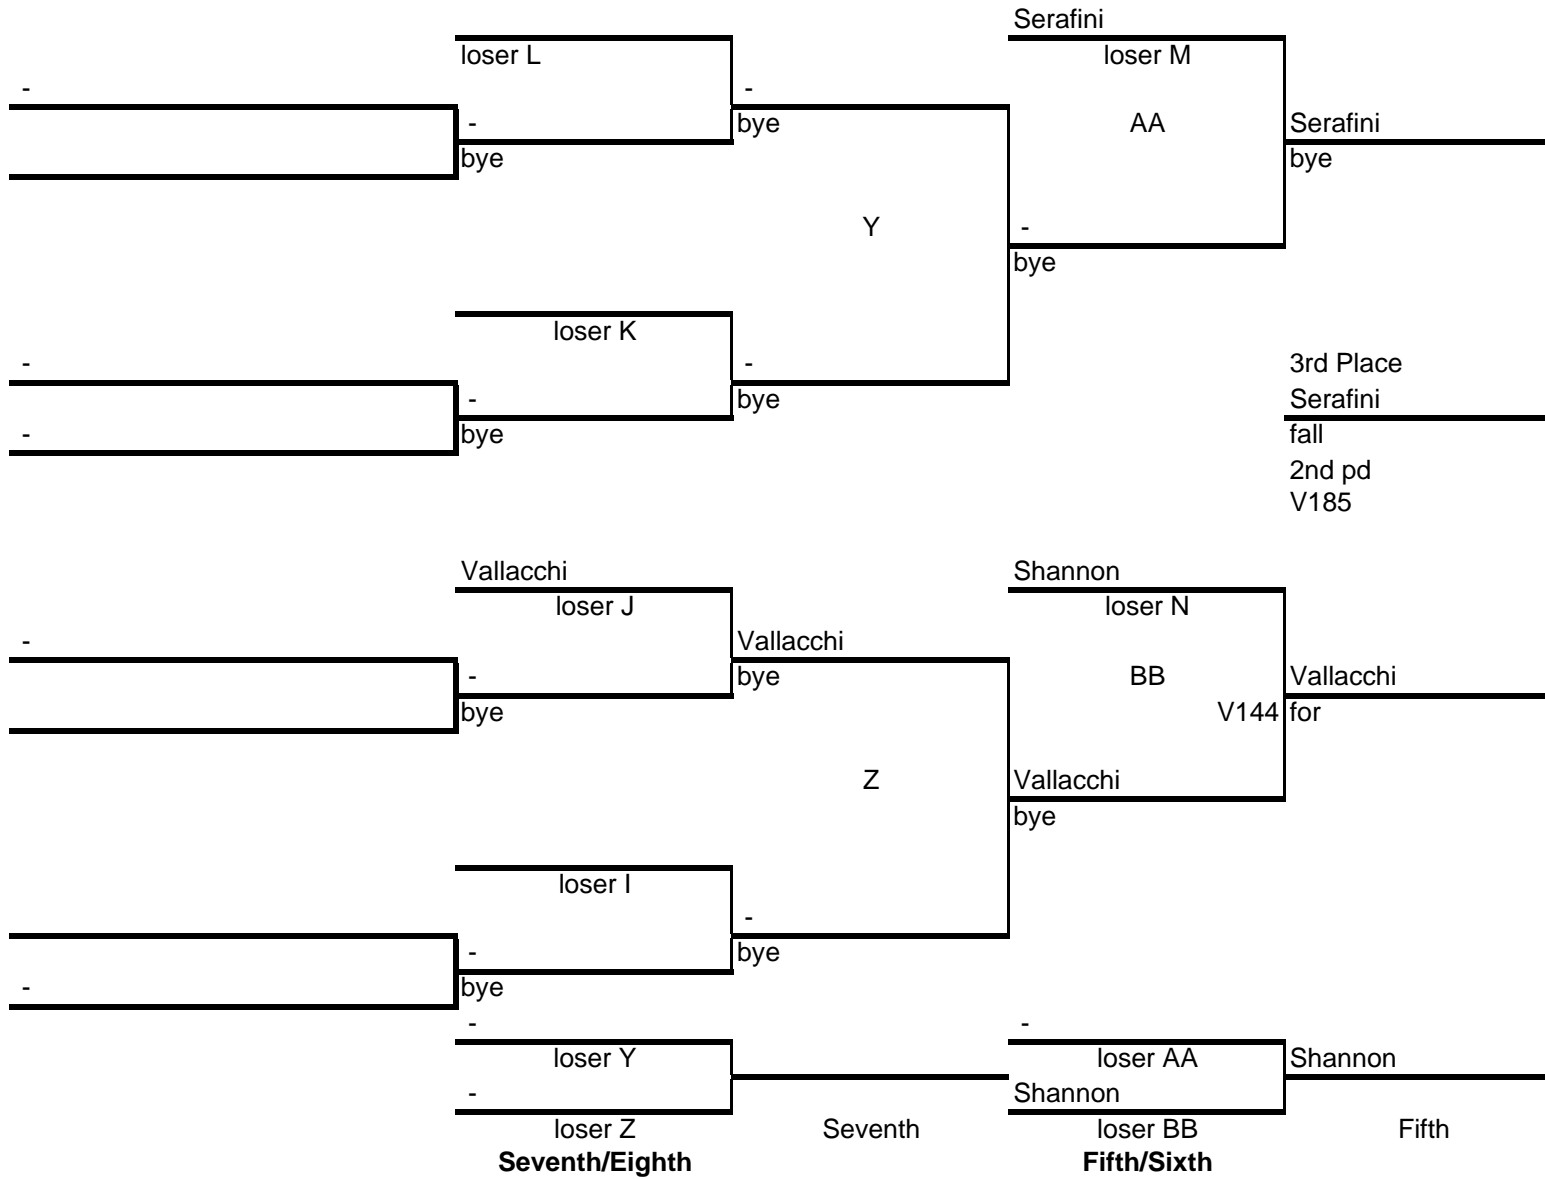 Serafini
loser L
loser M
-
-
-
bye
AA
Serafini
bye
bye
Y
-
bye
loser K
-
-
3rd Place
-
bye
Serafini
-
bye
fall
2nd pd
V185
Vallacchi
Shannon
loser J
loser N
-
Vallacchi
-
bye
BB
Vallacchi
bye
V144
for
Z
Vallacchi
bye
loser I
-
-
bye
-
bye
-
-
loser Y
loser AA
Shannon
-
Shannon
loser Z
Seventh
loser BB
Fifth
Seventh/Eighth
Fifth/Sixth